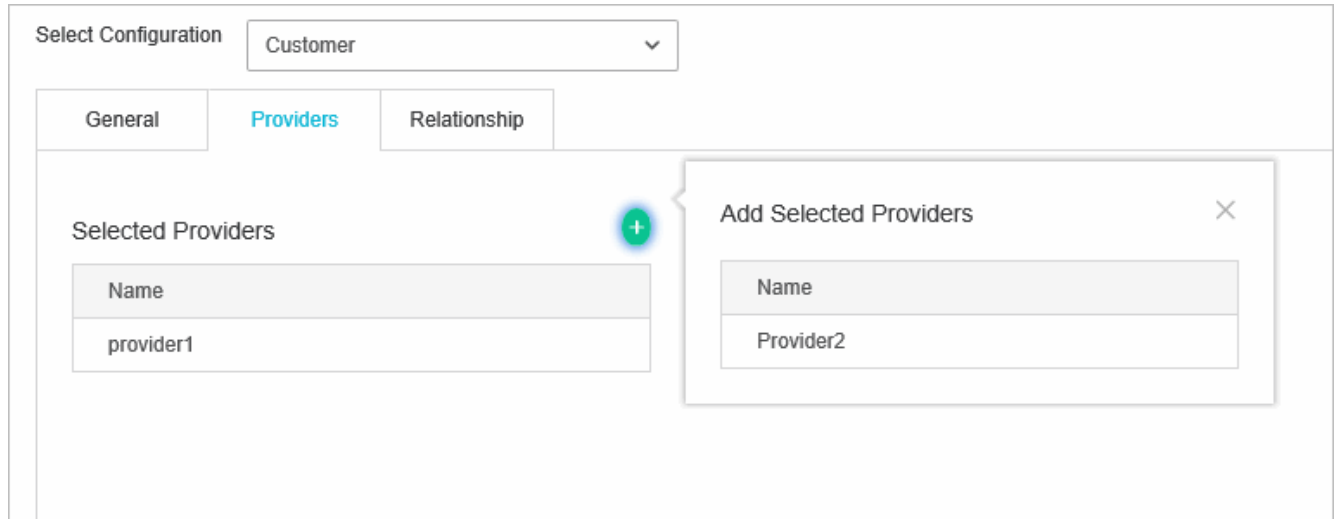 Select Configuration
Customer
General
Providers
Relationship
Selected Providers
Name
provider1
Add Selected Providers
Name
Provider2